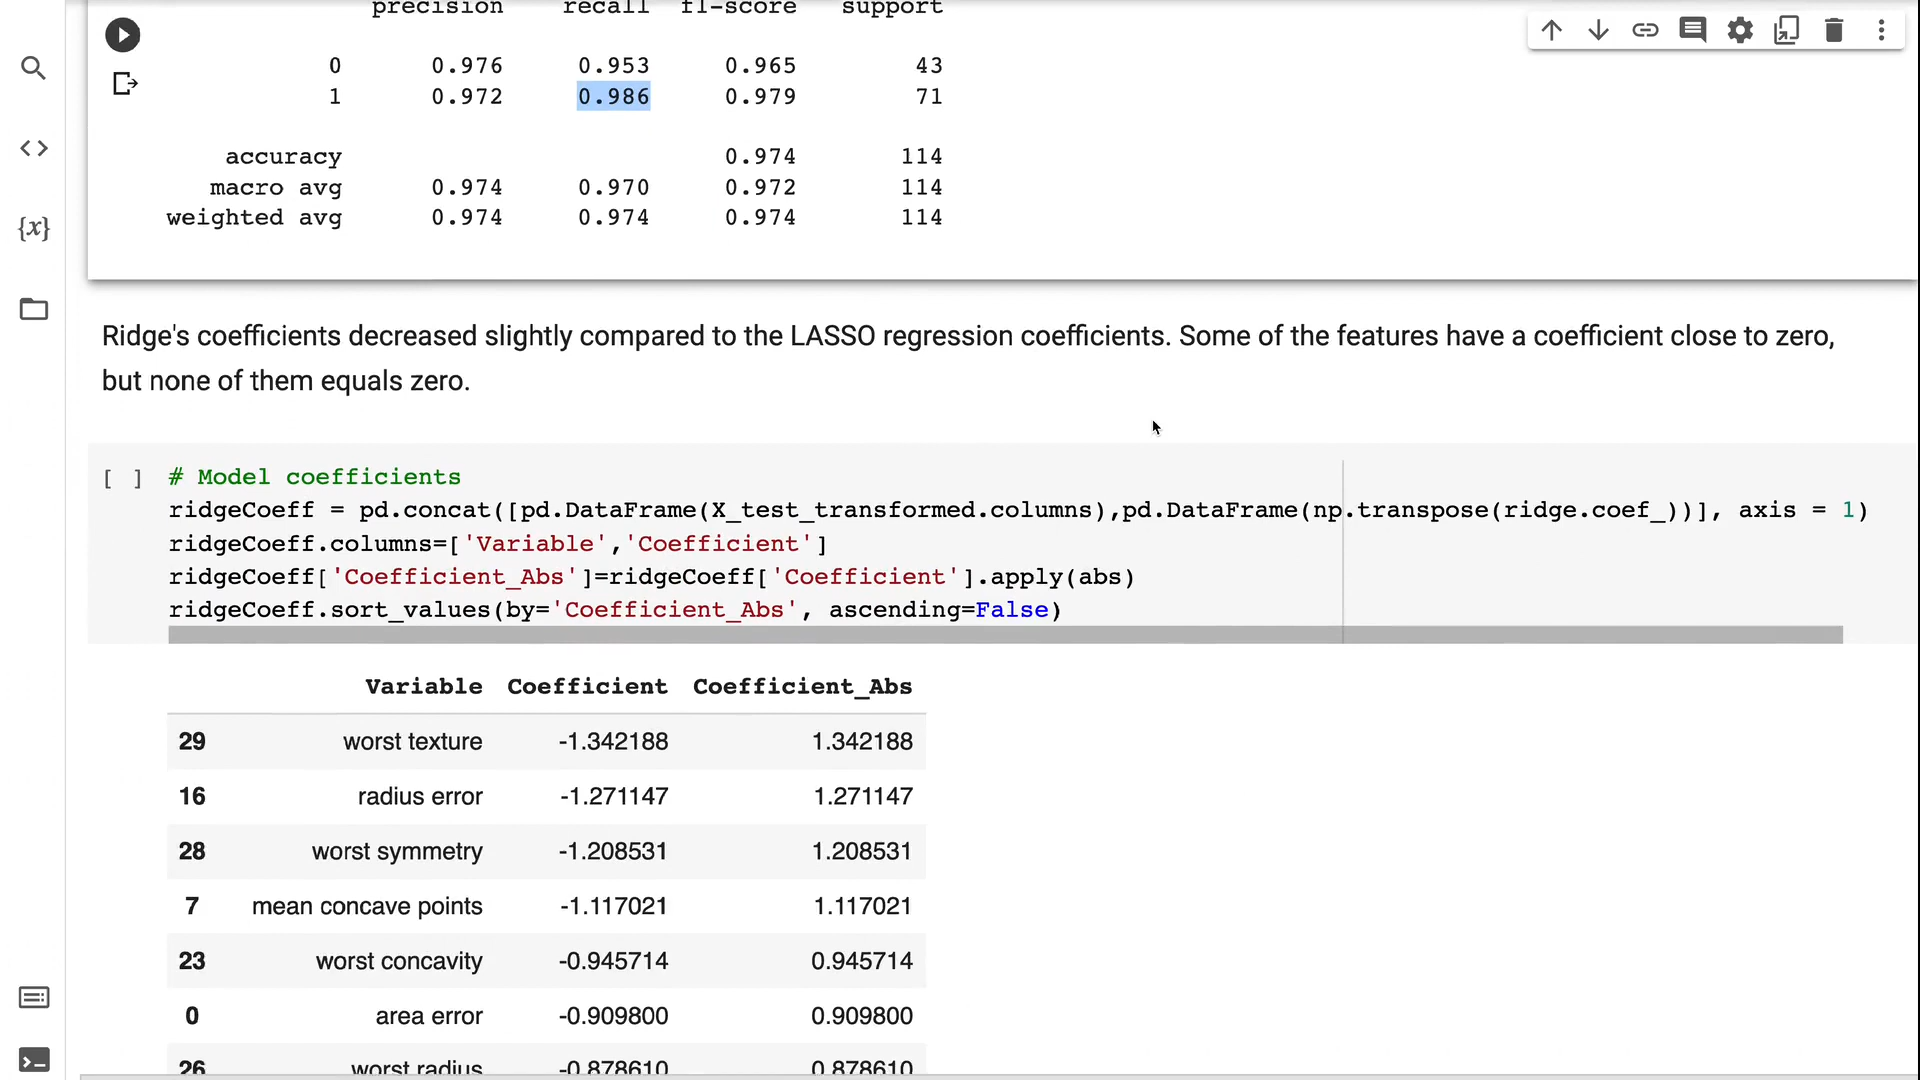 precision recall f1-score support
0 0.976 0.953 0.965 43
1 0.972 0.986 0.979 71
accuracy 0.974 114
macro avg 0.974 0.970 0.972 114
weighted avg 0.974 0.974 0.974 114
Ridge's coefficients decreased slightly compared to the LASSO regression coefficients. Some of the features have a coefficient close to zero,
but none of them equals zero.
[ ] # Model coefficients
ridgeCoeff = pd.concat([pd.DataFrame(X_test_transformed.columns),pd.DataFrame(np.transpose(ridge.coef_))], axis = 1)
ridgeCoeff.columns=['Variable','Coefficient']
ridgeCoeff['Coefficient_Abs']=ridgeCoeff['Coefficient'].apply(abs)
ridgeCoeff.sort_values(by='Coefficient_Abs', ascending=False)
Variable Coefficient Coefficient_Abs
29 worst texture -1.342188 1.342188
16 radius error -1.271147 1.271147
28 worst symmetry -1.208531 1.208531
7 mean concave points -1.117021 1.117021
23 worst concavity -0.945714 0.945714
0 area error -0.909800 0.909800
26 worst radius -0.878610 0.878610